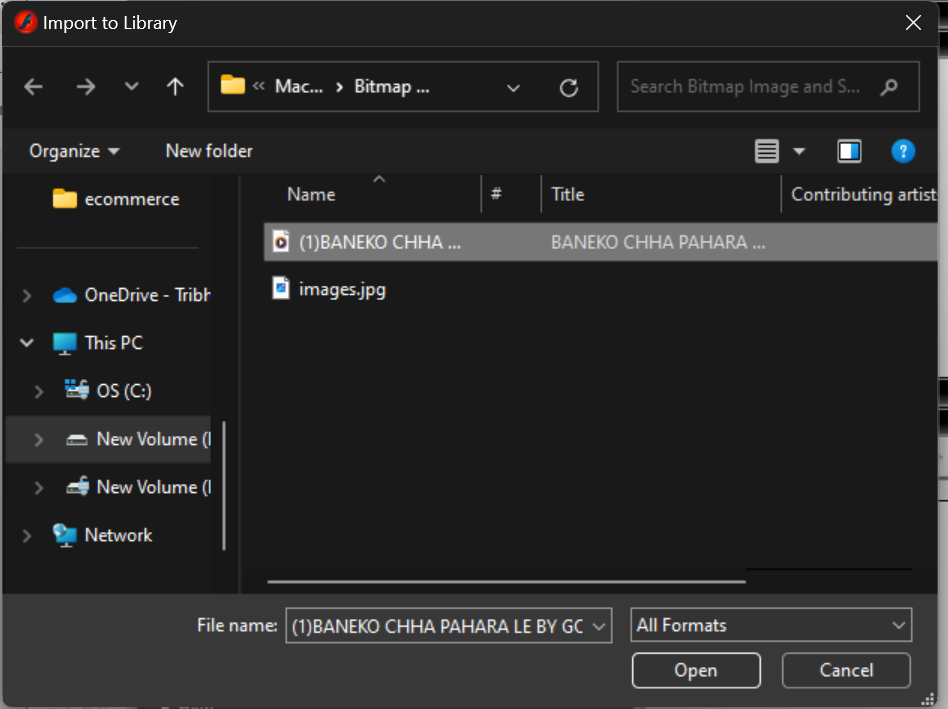 Import to Library
« Mac... › Bitmap ...
Search Bitmap Image and S...
Organize
New folder
ecommerce
Name
#
Title
Contributing artist
(1)BANEKO CHHA ...
BANEKO CHHA PAHARA ...
images.jpg
OneDrive - Tribh
This PC
OS (C:)
New Volume (
New Volume (
Network
File name:
(1)BANEKO CHHA PAHARA LE BY GC
All Formats
Open
Cancel